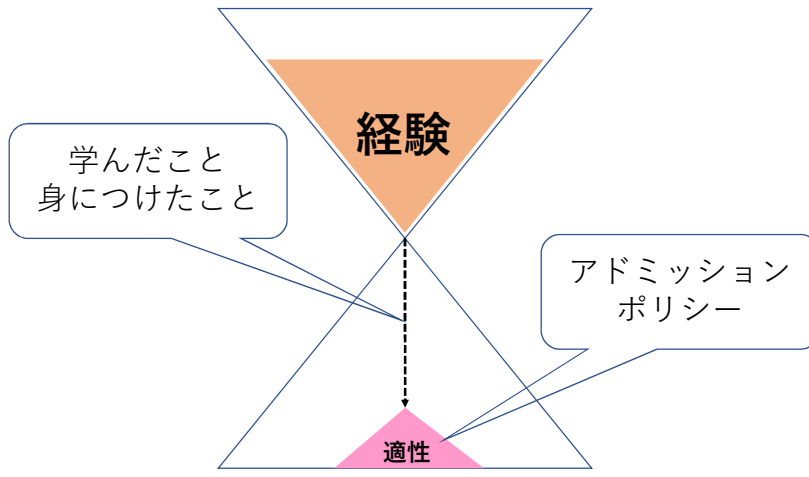 経験
学んだこと
身につけたこと
アドミッション
ポリシー
適性